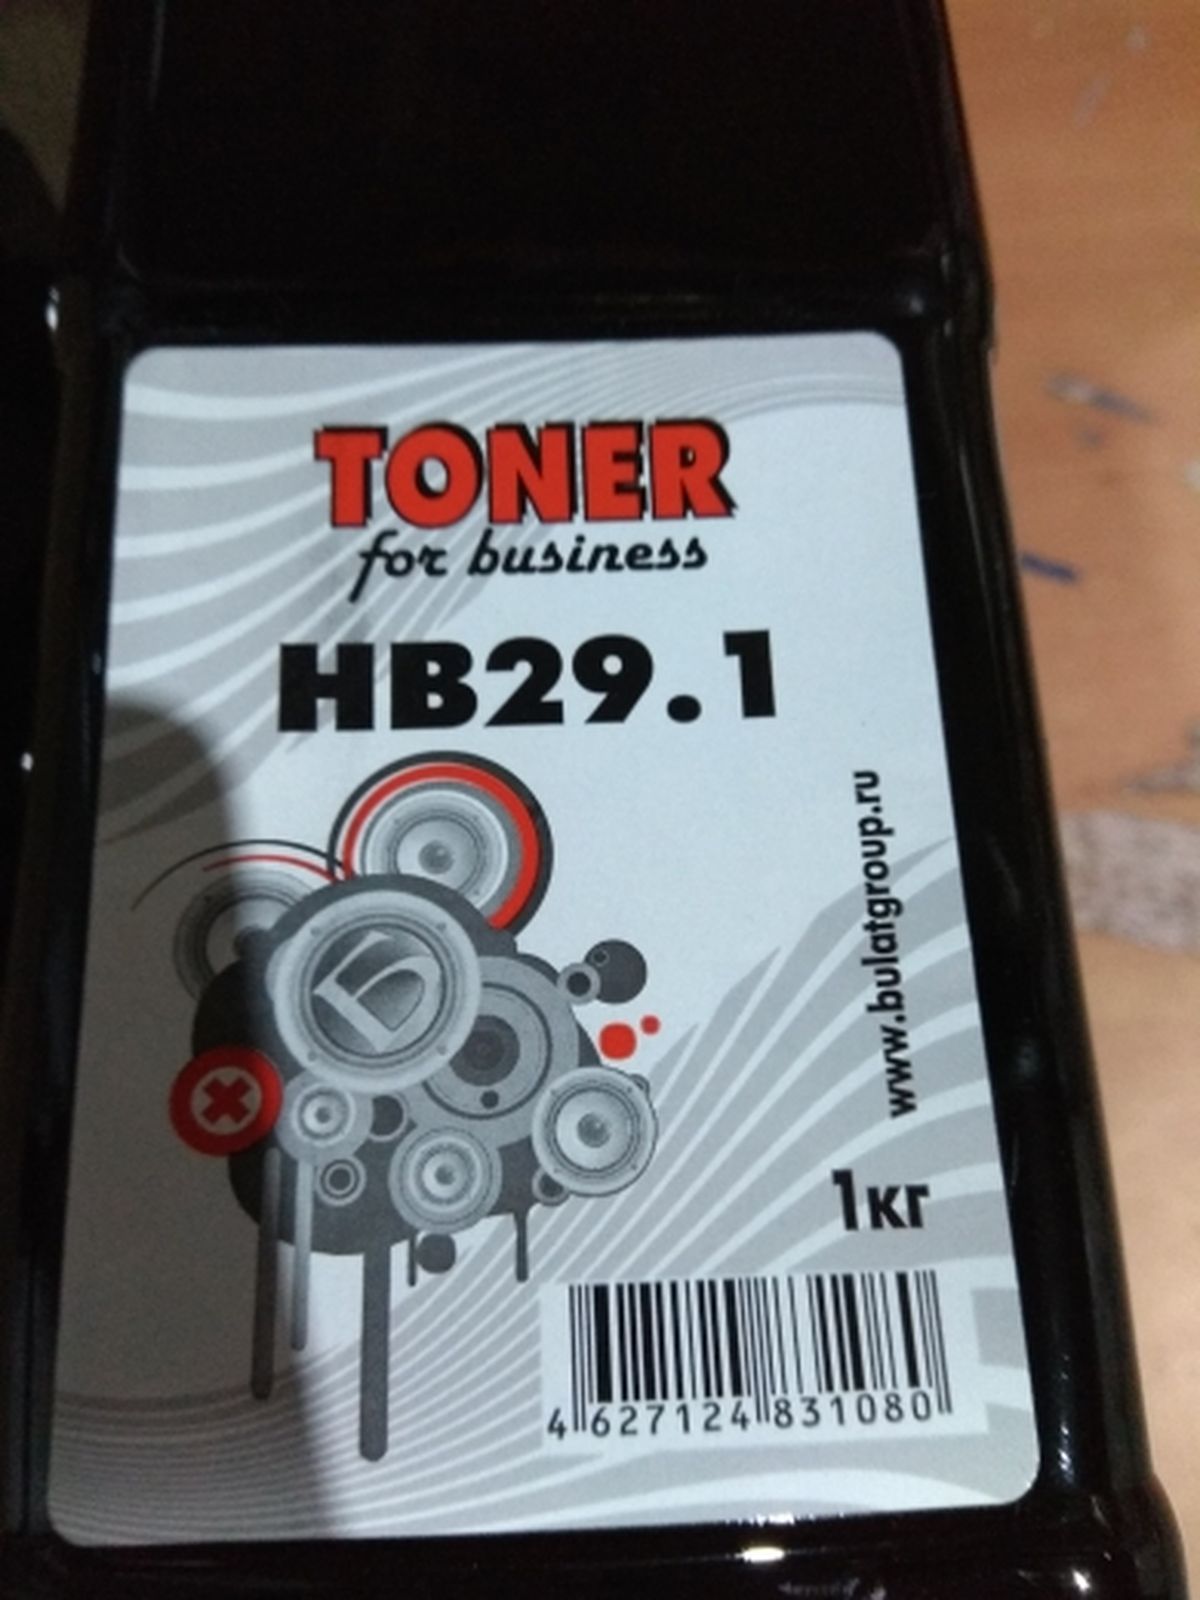 TONER
for business
HB29.1
www.bulatgroup.ru
Б
1кг
4 627124 831080